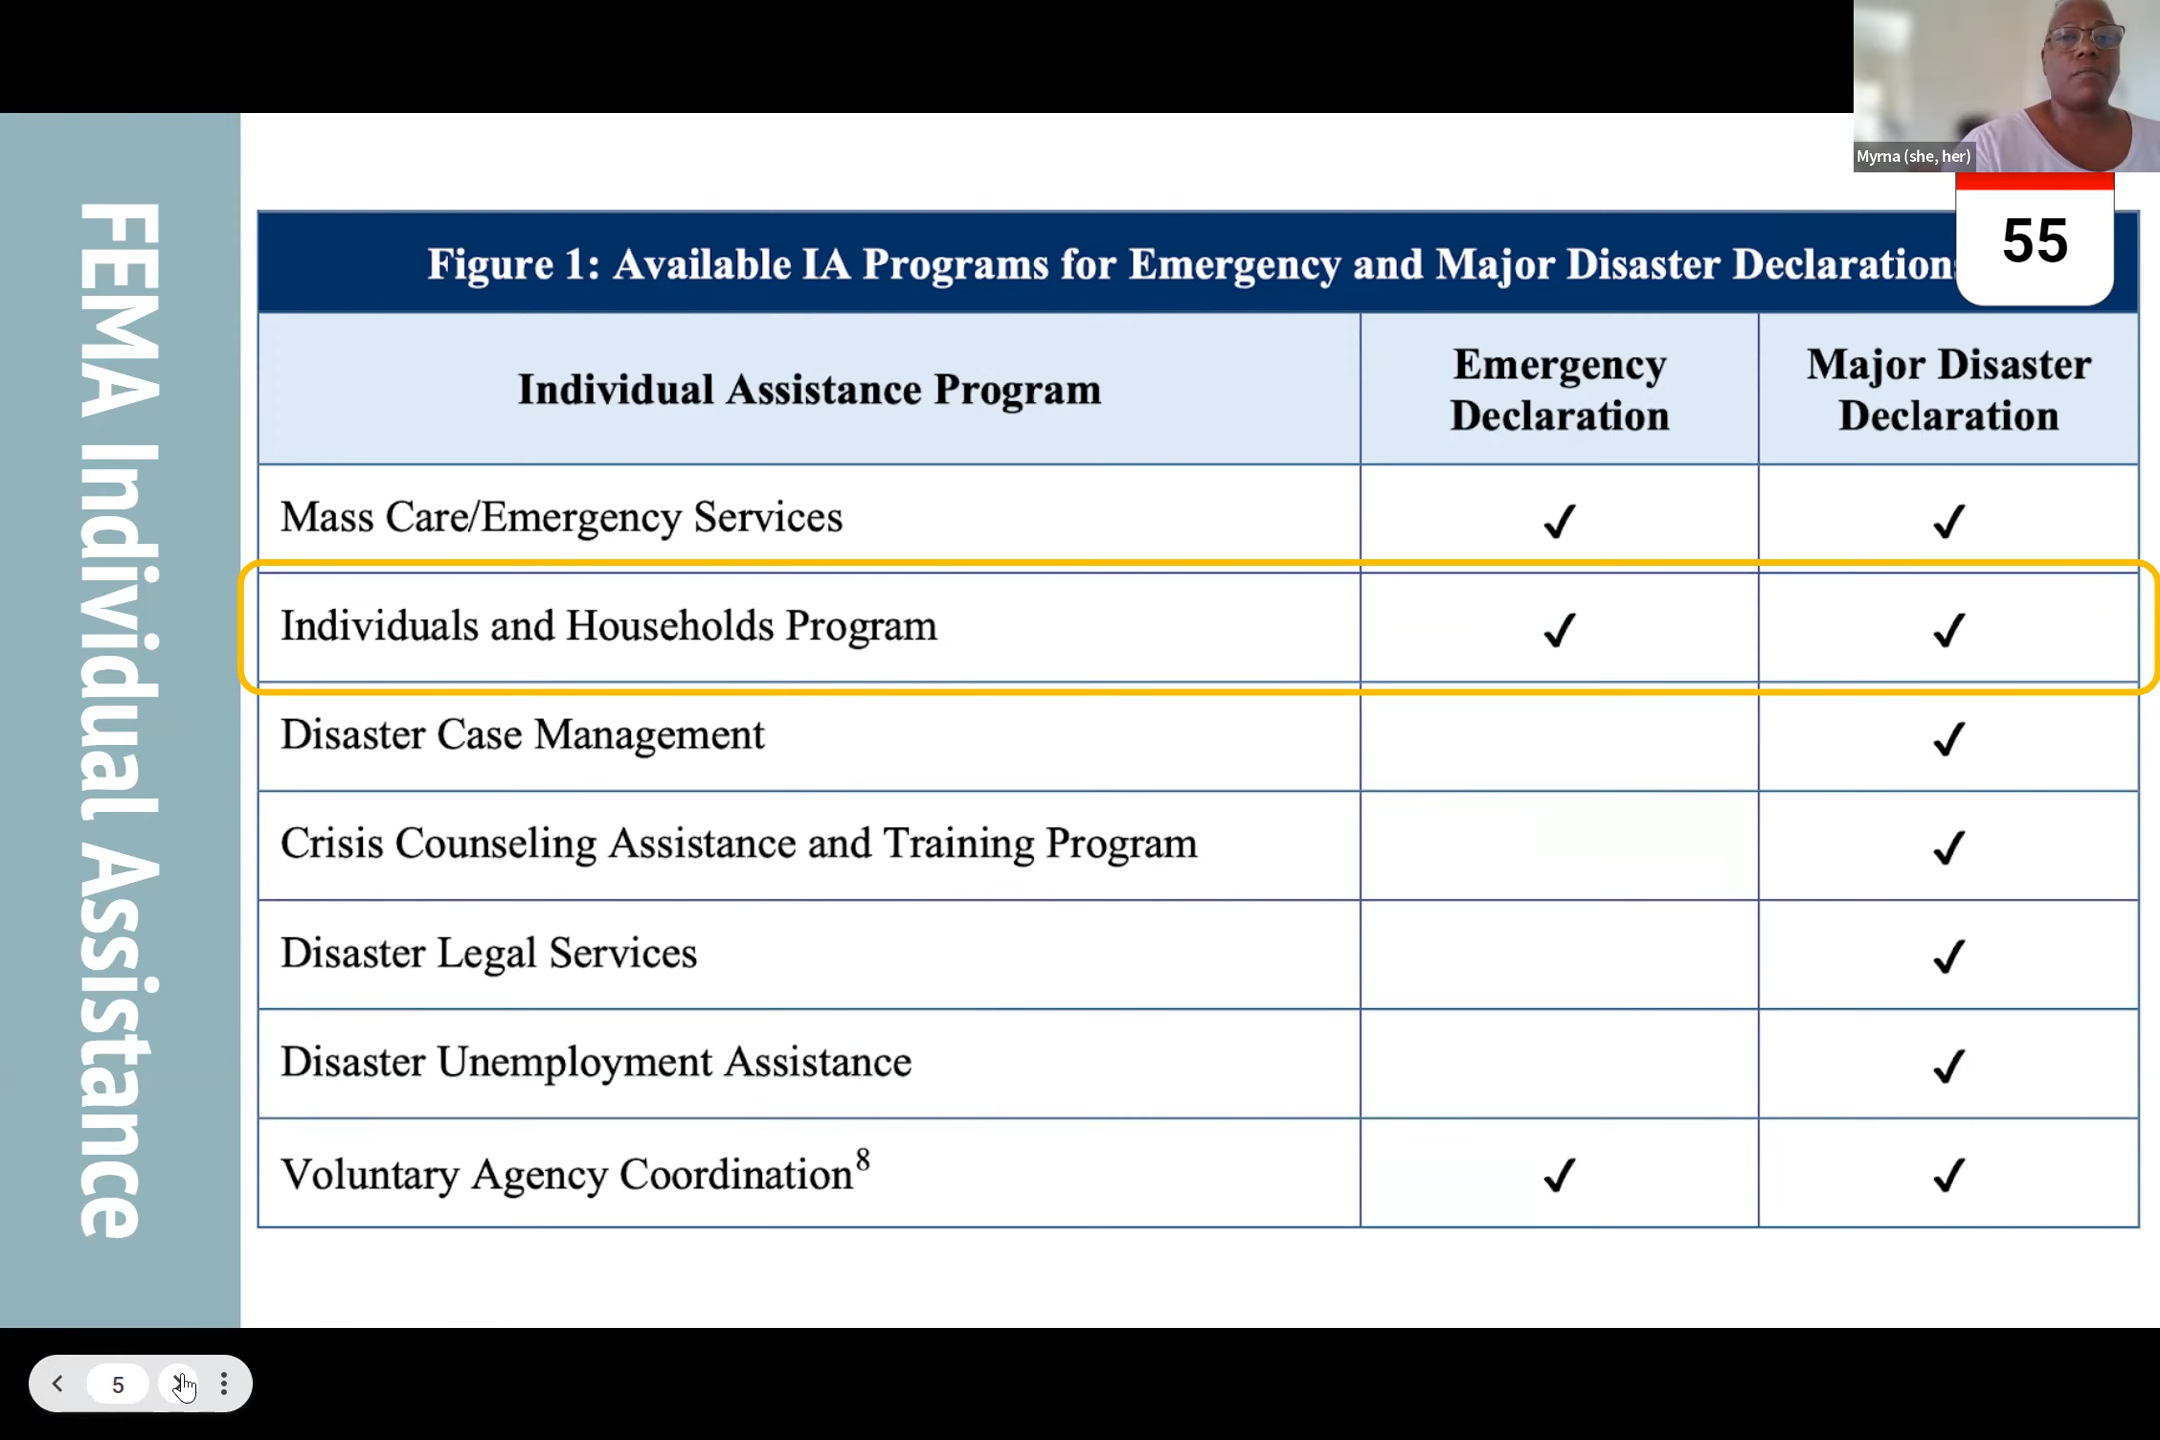 Myrna (she, her)
55
FEMA Individual Assistance
Figure 1: Available IA Programs for Emergency and Major Disaster Declaration
Individual Assistance Program
Emergency
Declaration
Major Disaster
Declaration
Mass Care/Emergency Services ✓ ✓
Individuals and Households Program ✓ ✓
Disaster Case Management ✓
Crisis Counseling Assistance and Training Program ✓
Disaster Legal Services ✓
Disaster Unemployment Assistance ✓
Voluntary Agency Coordination⁸ ✓ ✓
5